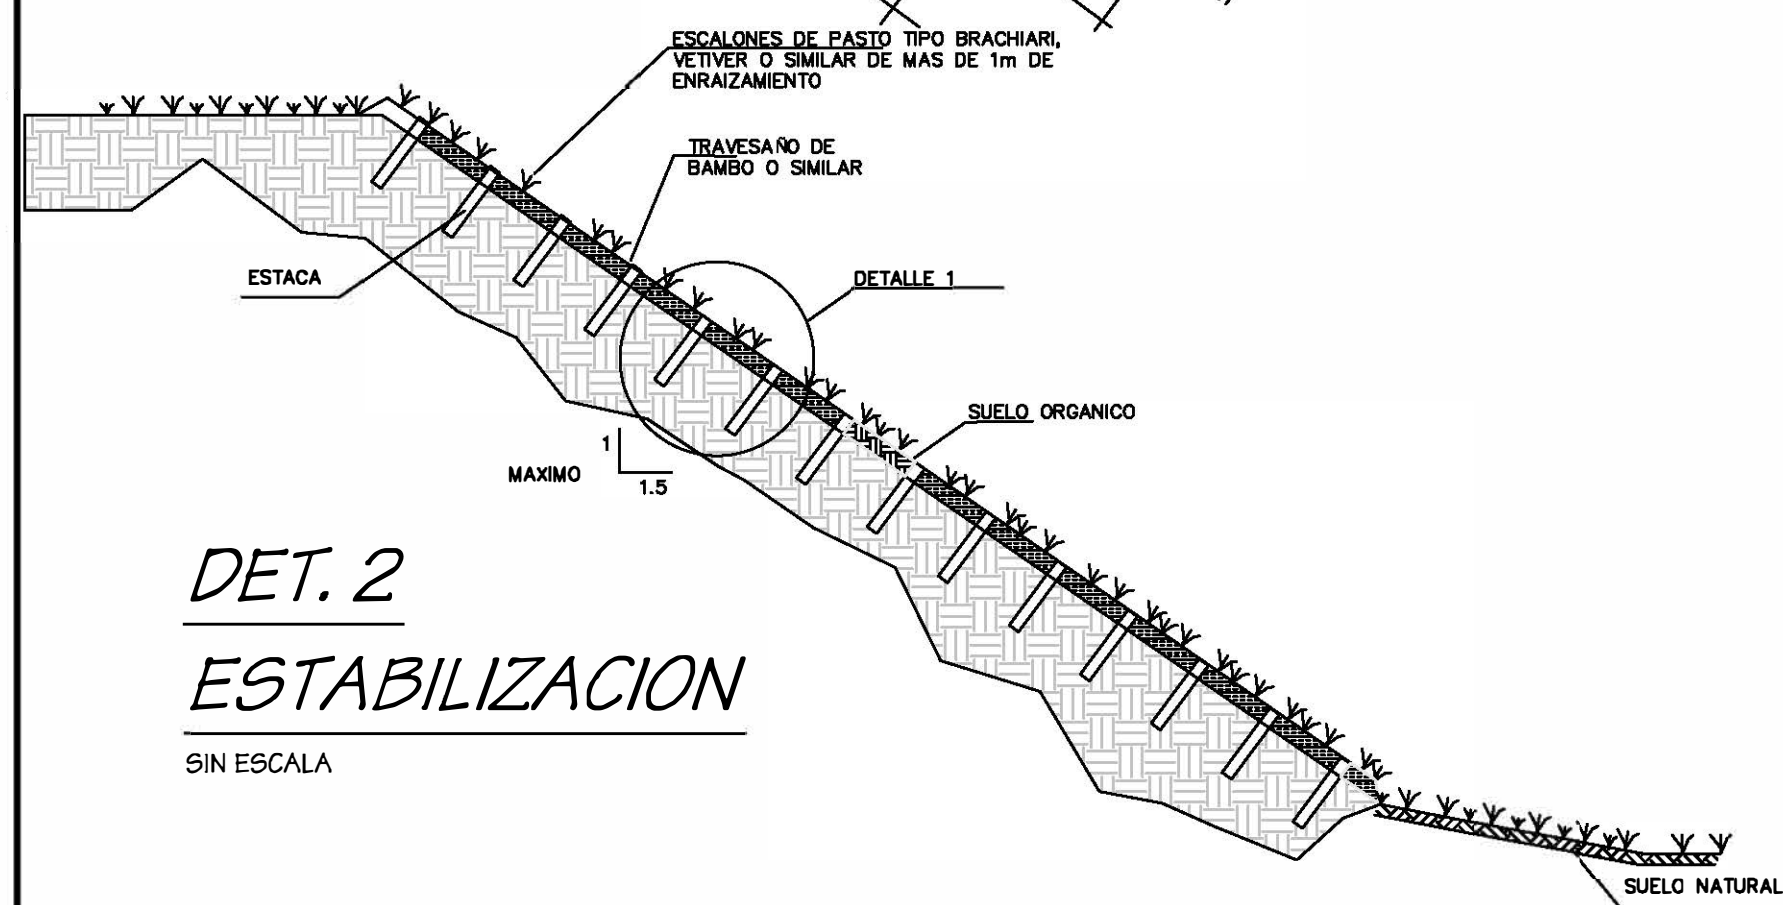 ESCALONES DE PASTO TIPO BRACHIARI,
VETIVER O SIMILAR DE MAS DE 1m DE
ENRAIZAMIENTO
TRAVESAÑO DE
BAMBO O SIMILAR
ESTACA
DETALLE 1
SUELO ORGANICO
1
MAXIMO
1.5
DET. 2
ESTABILIZACION
SIN ESCALA
SUELO NATURAL